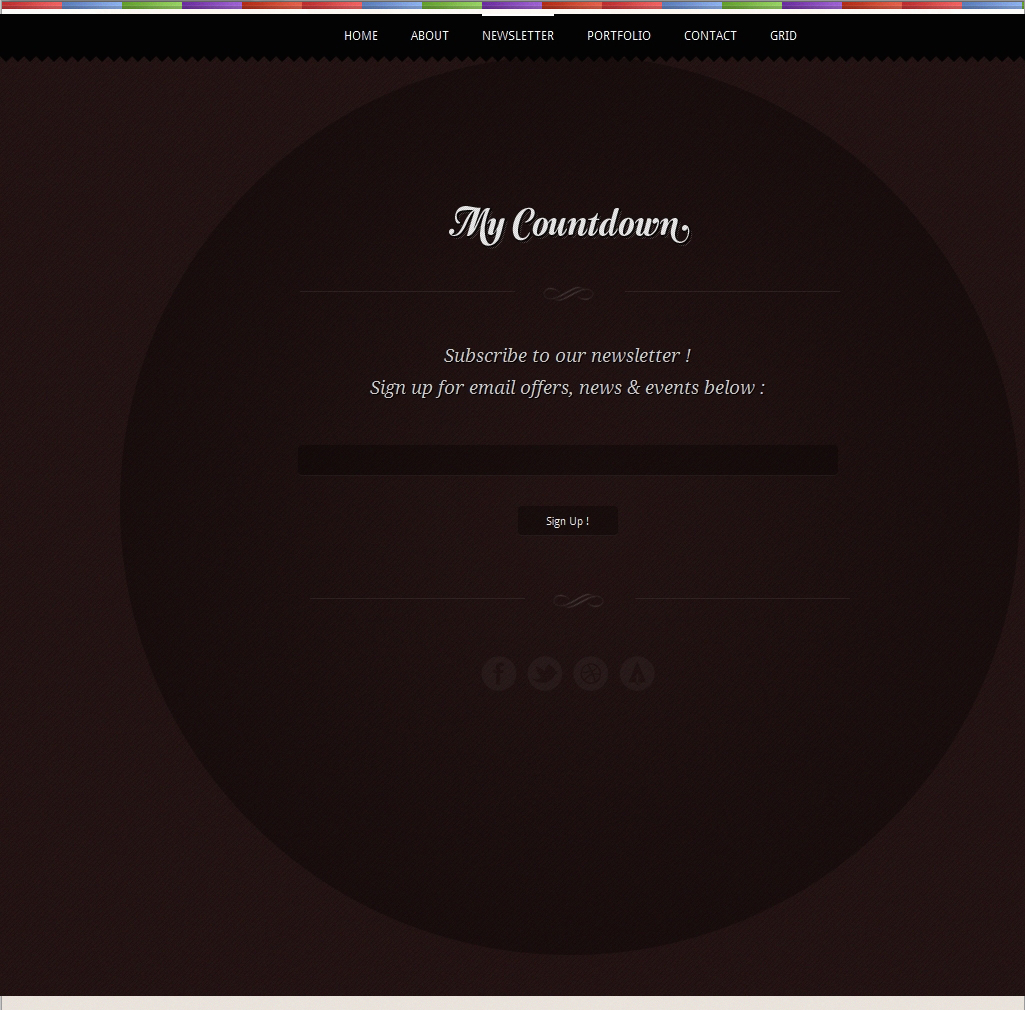 HOME ABOUT NEWSLETTER PORTFOLIO CONTACT GRID
My Countdown
Subscribe to our newsletter !
Sign up for email offers, news & events below :
Sign Up !